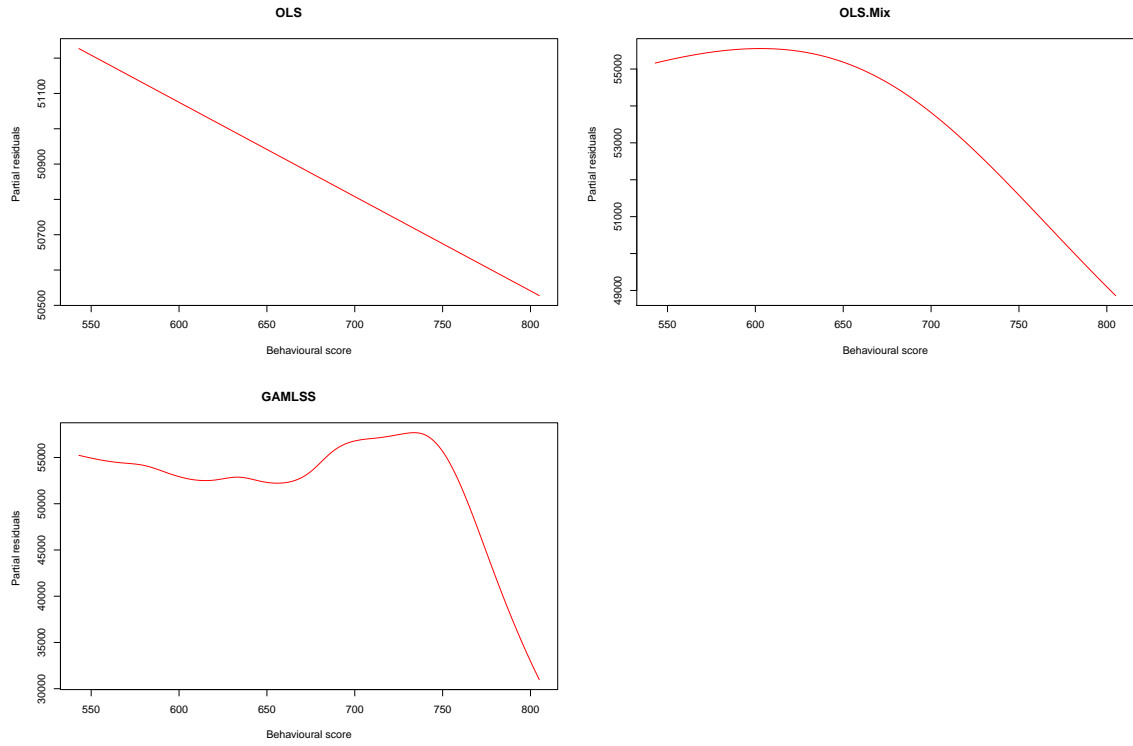 OLS
Partial residuals
50500 50700 50900 51100
550 600 650 700 750 800
Behavioural score
OLS.Mix
Partial residuals
49000 51000 53000 55000
550 600 650 700 750 800
Behavioural score
GAMLSS
Partial residuals
30000 35000 40000 45000 50000 55000
550 600 650 700 750 800
Behavioural score